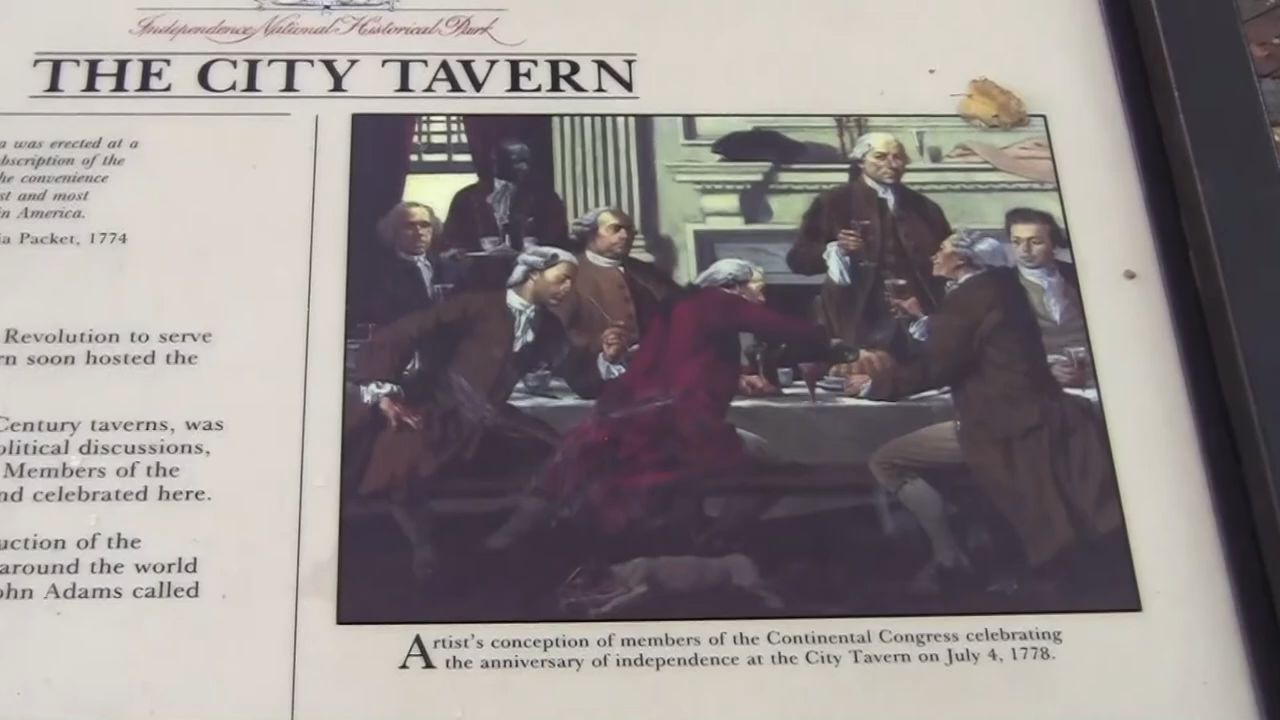 Independence National Historical Park
THE CITY TAVERN
a was erected at a
bscription of the
he convenience
st and most
in America.
ia Packet, 1774
Revolution to serve
rn soon hosted the
Century taverns, was
olitical discussions,
Members of the
nd celebrated here.
uction of the
around the world
ohn Adams called
Artist's conception of members of the Continental Congress celebrating
the anniversary of independence at the City Tavern on July 4, 1778.